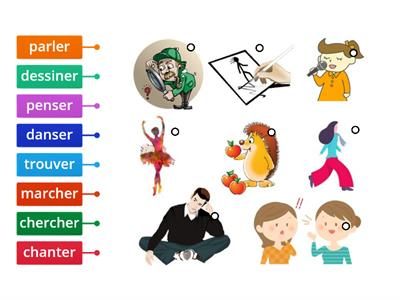 parler
dessiner
penser
danser
trouver
marcher
chercher
chanter